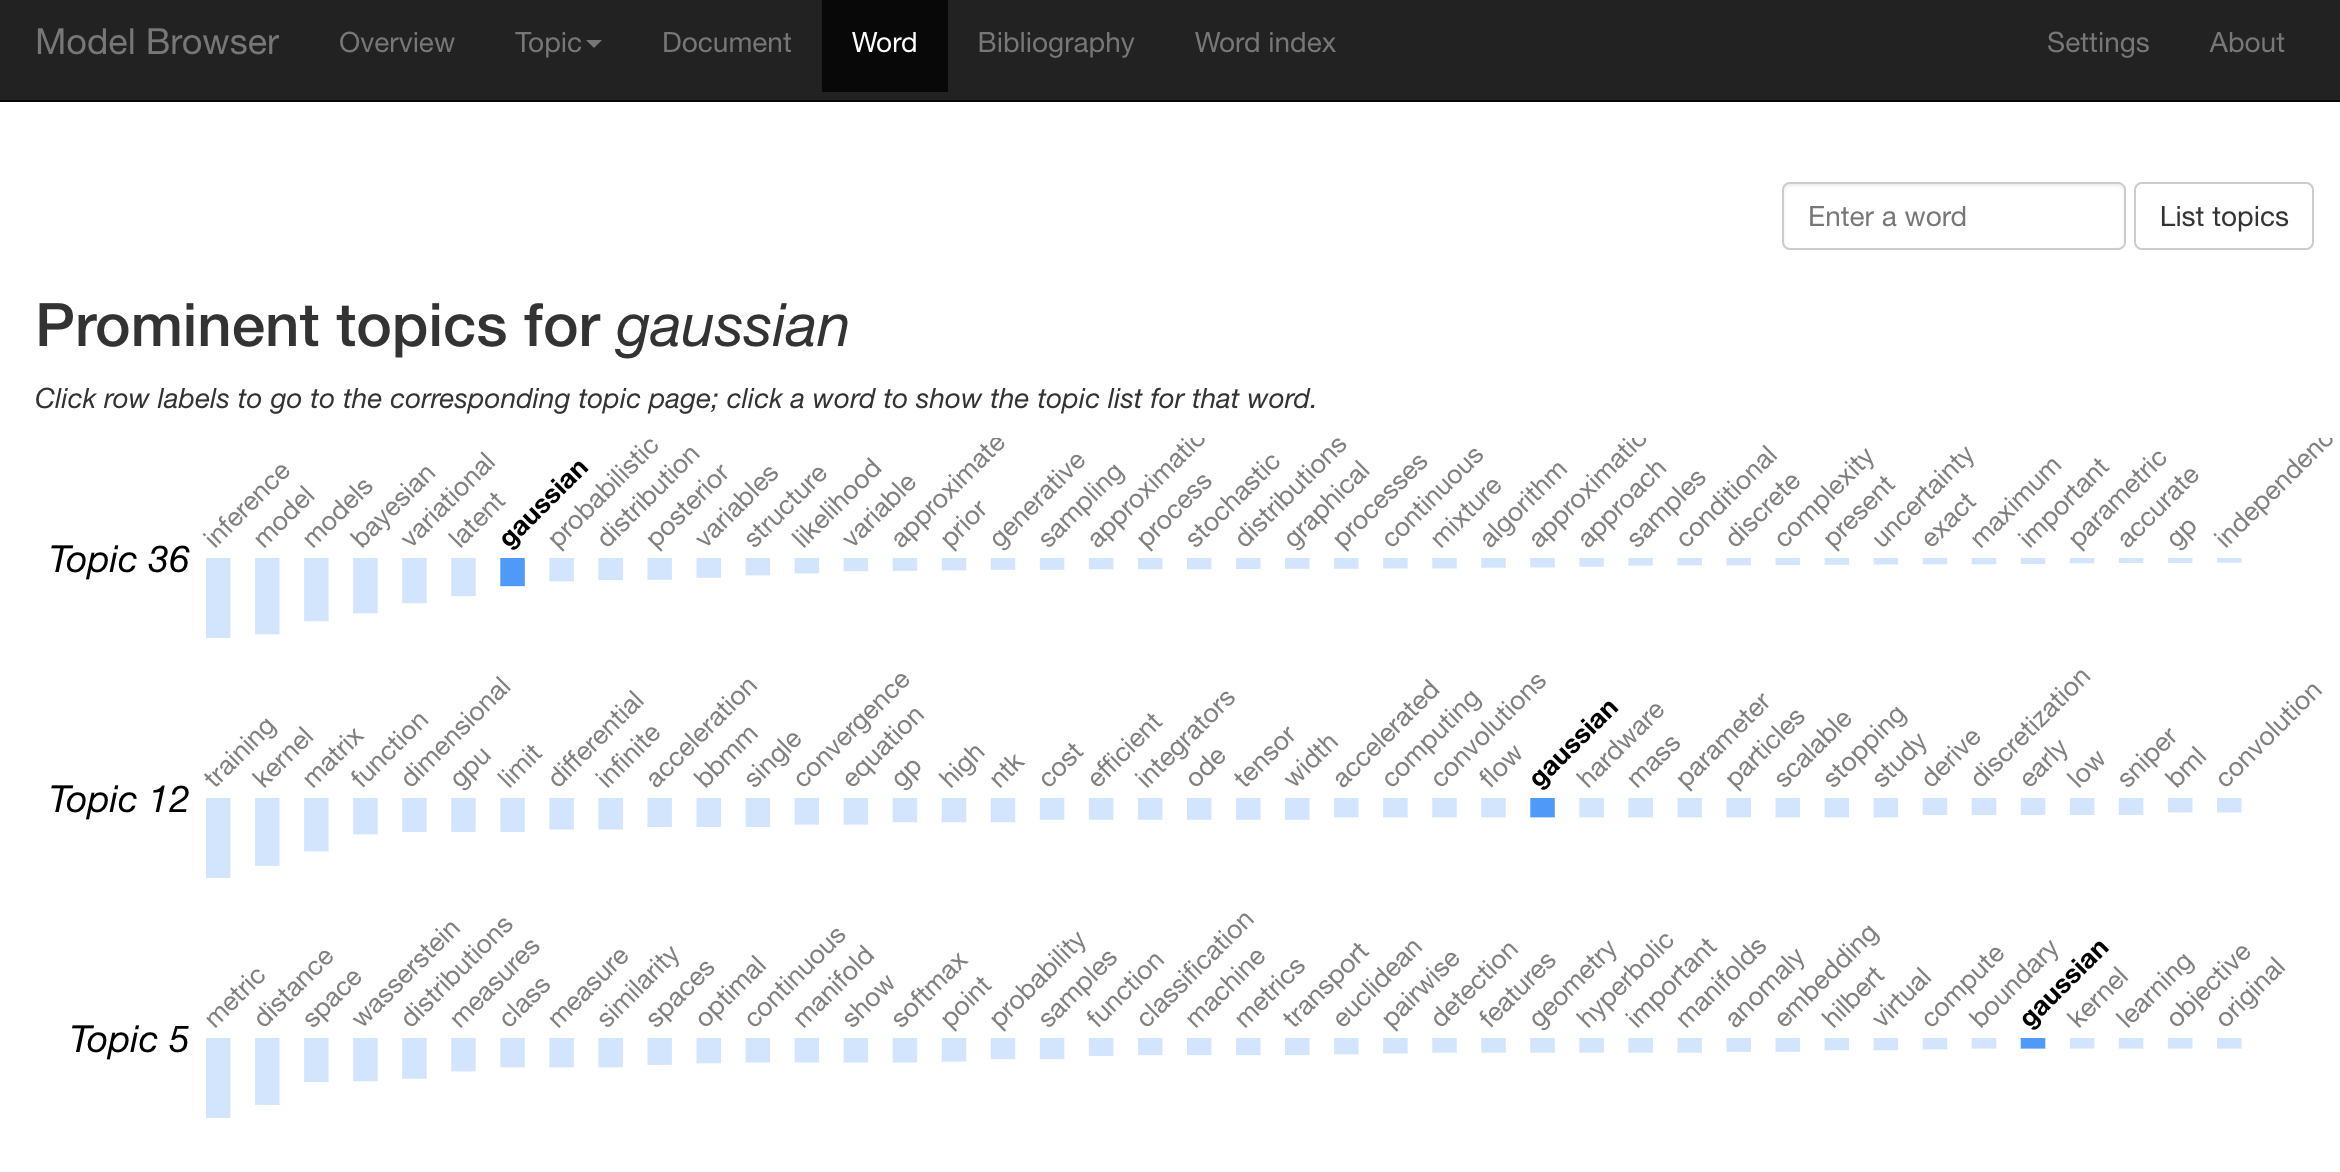 Model Browser Overview Topic Document Word Bibliography Word index Settings About
Enter a word List topics
Prominent topics for gaussian
Click row labels to go to the corresponding topic page; click a word to show the topic list for that word.
inference model models bayesian variational latent gaussian probabilistic distribution posterior variables structure likelihood variable approximate prior generative sampling approximatic process stochastic distributions graphical processes continuous mixture algorithm approximatic approach samples conditional discrete complexity present uncertainty exact maximum important parametric accurate gp independenc
Topic 36
training kernel matrix function dimensional gpu limit differential infinite acceleration bbmm single convergence equation gp high ntk cost efficient integrators ode tensor width accelerated computing convolutions flow gaussian hardware mass parameter particles scalable stopping study derive discretization early low sniper bml convolution
Topic 12
metric distance space wasserstein distributions measures class measure similarity spaces optimal continuous manifold show softmax point probability samples function classification machine metrics transport euclidean pairwise detection features geometry hyperbolic important manifolds anomaly embedding hilbert virtual compute boundary gaussian kernel learning objective original
Topic 5